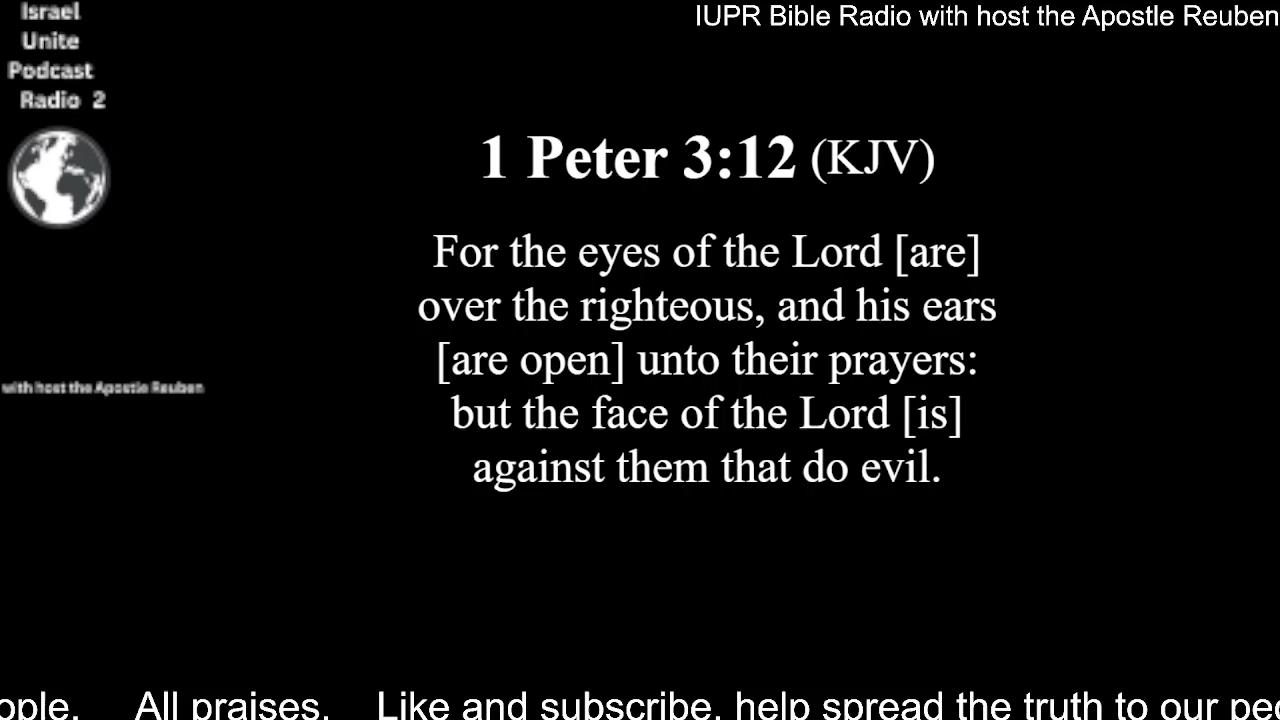 Israel
Unite
Podcast
Radio 2
with host the Apostle Reuben
IUPR Bible Radio with host the Apostle Reuben
1 Peter 3:12 (KJV)
For the eyes of the Lord [are]
over the righteous, and his ears
[are open] unto their prayers:
but the face of the Lord [is]
against them that do evil.
ople. All praises. Like and subscribe, help spread the truth to our peo